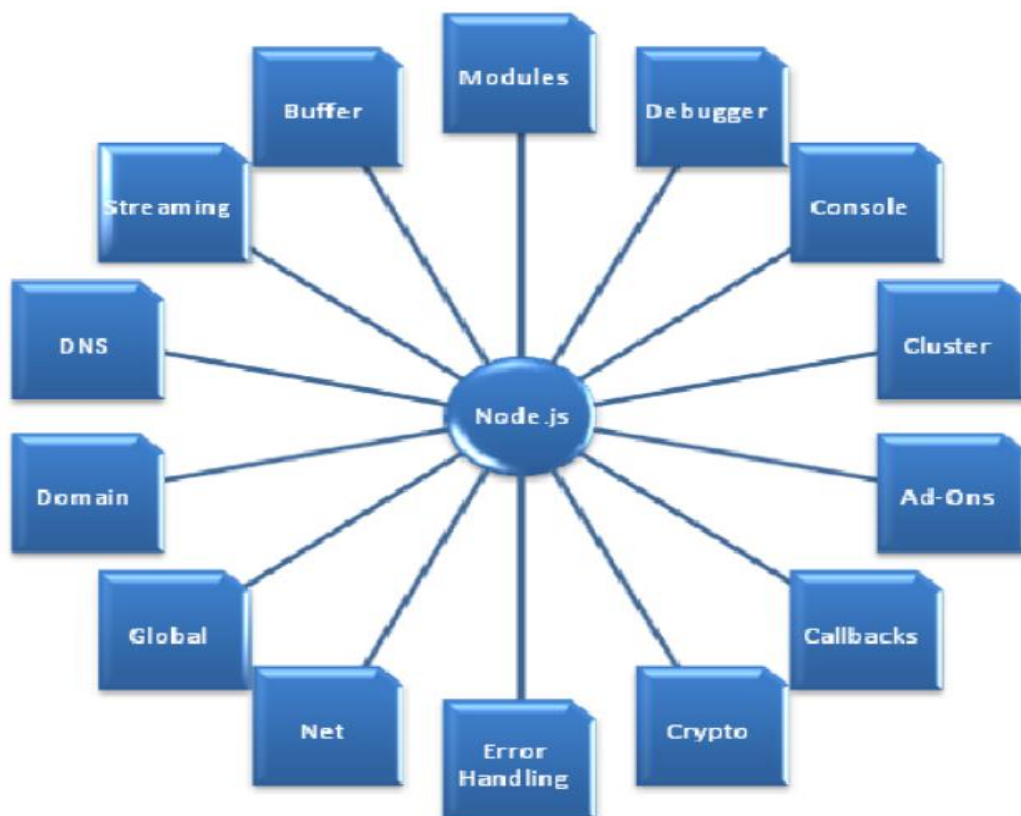 Modules
Debugger
Console
Cluster
Ad-Ons
Callbacks
Crypto
Error
Handling
Net
Global
Domain
DNS
Streaming
Buffer
Node.js